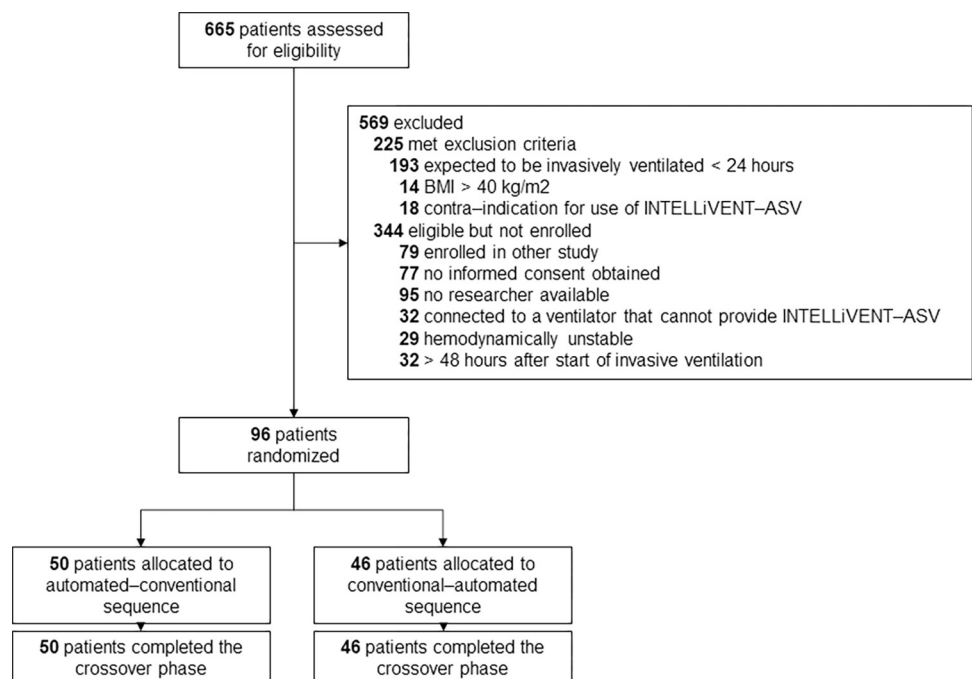 665 patients assessed
for eligibility
569 excluded
225 met exclusion criteria
193 expected to be invasively ventilated < 24 hours
14 BMI > 40 kg/m2
18 contra–indication for use of INTELLiVENT–ASV
344 eligible but not enrolled
79 enrolled in other study
77 no informed consent obtained
95 no researcher available
32 connected to a ventilator that cannot provide INTELLiVENT–ASV
29 hemodynamically unstable
32 > 48 hours after start of invasive ventilation
96 patients
randomized
50 patients allocated to
automated–conventional
sequence
46 patients allocated to
conventional–automated
sequence
50 patients completed the
crossover phase
46 patients completed the
crossover phase